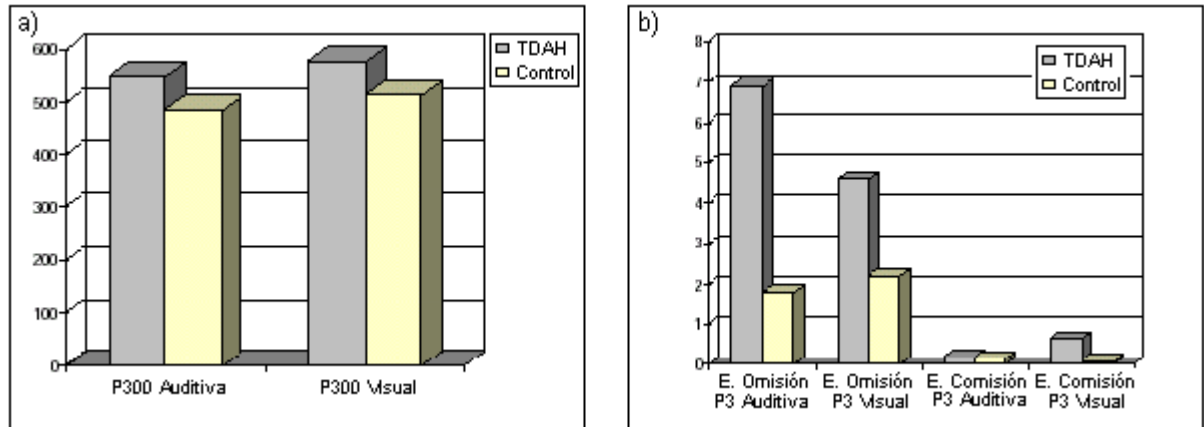 a)
600
500
400
300
200
100
0
P300 Auditiva
P300 Visual
TDAH
Control
b)
8
7
6
5
4
3
2
1
0
TDAH
Control
E. Omisión
P3 Auditiva
E. Omisión
P3 Visual
E. Comisión
P3 Auditiva
E. Comisión
P3 Visual